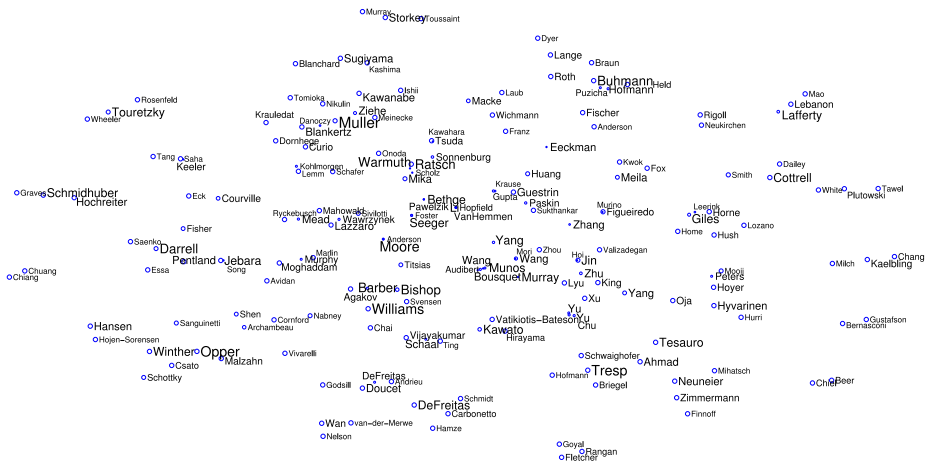 Murray
Storkey
Toussaint
Dyer
Lange
Braun
Sugiyama
Blanchard
Kashima
Roth
Buhmann
Held
Hofmann
Puzicha
Ishii
Laub
Kawanabe
Tomioka
Nikulin
Macke
Mao
Lebanon
Lafferty
Rosenfeld
Touretzky
Wheeler
Ziehe
Meinecke
Krauledat
Danoczy
Muller
Blankertz
Wichmann
Fischer
Anderson
Rigoll
Neukirchen
Franz
Kawahara
Tsuda
Dornhege
Curio
Eeckman
Onoda
Sonnenburg
Tang
Saha
Keeler
Warmuth
Ratsch
Scholz
Kohlmorgen
Lemm
Schafer
Mika
Kwok
Fox
Meila
Huang
Smith
Dailey
Cottrell
Krause
Guestrin
Gupta
White
Plutowski
Tawel
Graves
Schmidhuber
Hochreiter
Eck
Courville
Bethge
Pawelzik
Hopfield
VanHemmen
Paskin
Sukthankar
Murino
Figueiredo
Leerink
Horne
Giles
Ryckebusch
Mahowald
Sivilotti
Mead
Wawrzynek
Lazzaro
Foster
Seeger
Zhang
Lozano
Fisher
Home
Hush
Saenko
Darrell
Anderson
Moore
Yang
Zhou
Valizadegan
Pentland
Jebara
Song
Marlin
Murphy
Moghaddam
Titsias
Wang
Mori
Wang
Audibert
Munos
Bousquet
Murray
Hoi
Jin
Zhu
Milch
Chang
Kaelbling
Chuang
Chiang
Essa
Avidan
Lyu
King
Mooij
Peters
Hoyer
Barber
Bishop
Agakov
Svensen
Williams
Xu
Yang
Oja
Hyvarinen
Hurri
Yu
Yu
Chu
Shen
Cornford
Nabney
Archambeau
Sanguinetti
Hansen
Hojen-Sorensen
Chai
Vatikiotis-Bateson
Kawato
Hirayama
Gustafson
Bernasconi
Vijayakumar
Schaal
Ting
Tesauro
Winther
Opper
Malzahn
Csato
Schottky
Vivarelli
Schwaighofer
Ahmad
Tresp
Hofmann
Briegel
Mihatsch
Neuneier
Chief
Beer
DeFreitas
Andrieu
Doucet
Godsill
Zimmermann
Finnoff
Schmidt
DeFreitas
Carbonetto
Hamze
Wan
van-der-Merwe
Nelson
Goyal
Rangan
Fletcher